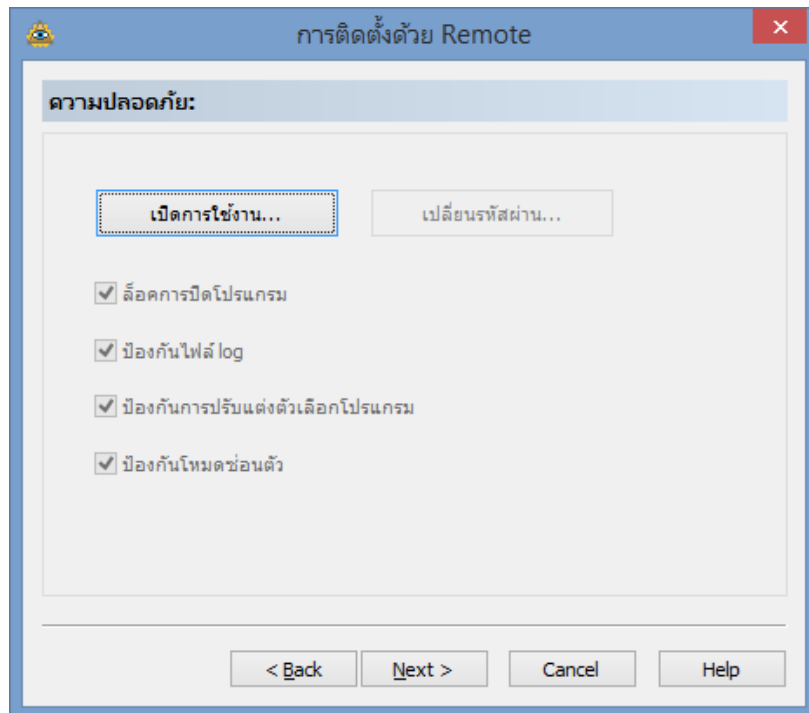 การติดตั้งด้วย Remote
ความปลอดภัย:
เปิดการใช้งาน... เปลี่ยนรหัสผ่าน...
ล็อคการปิดโปรแกรม
ป้องกันไฟล์ log
ป้องกันการปรับแต่งตัวเลือกโปรแกรม
ป้องกันโหมดซ่อนตัว
< Back Next > Cancel Help